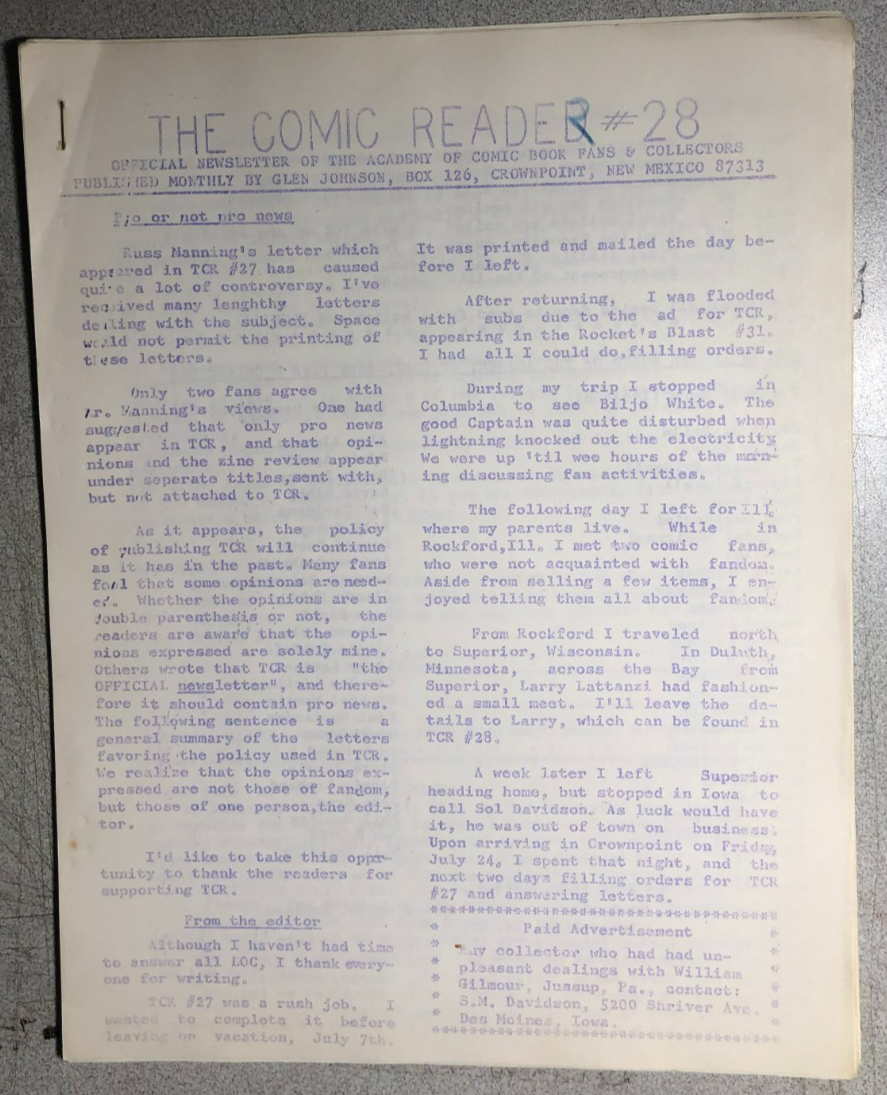 THE COMIC READER #28
OFFICIAL NEWSLETTER OF THE ACADEMY OF COMIC BOOK FANS & COLLECTORS
PUBLISHED MONTHLY BY GLEN JOHNSON, BOX 126, CROWNPOINT, NEW MEXICO 87313
Pro or not pro news
Russ Manning's letter which
appeared in TCR #27 has caused
quite a lot of controversy. I've
received many lenghthy letters
dealing with the subject. Space
would not permit the printing of
these letters.
Only two fans agree with
Mr. Manning's views. One had
suggested that only pro news
appear in TCR, and that opi-
nions and the zine review appear
under seperate titles,sent with,
but not attached to TCR.
As it appears, the policy
of publishing TCR will continue
as it has in the past. Many fans
feel that some opinions are need-
ed. Whether the opinions are in
double parenthesis or not, the
readers are aware that the opi-
nions expressed are solely mine.
Others wrote that TCR is "the
OFFICIAL newsletter", and there-
fore it should contain pro news.
The following sentence is a
general summary of the letters
favoring the policy used in TCR.
We realize that the opinions ex-
pressed are not those of fandom,
but those of one person,the edi-
tor.
I'd like to take this oppr-
tunity to thank the readers for
supporting TCR.
From the editor
Although I haven't had time
to answer all LOC, I thank every-
one for writing.
TCR #27 was a rush job. I
wanted to complete it before
leaving on vacation, July 7th.
It was printed and mailed the day be-
fore I left.
After returning, I was flooded
with subs due to the ad for TCR,
appearing in the Rocket's Blast #31.
I had all I could do,filling orders.
During my trip I stopped in
Columbia to see Biljo White. The
good Captain was quite disturbed when
lightning knocked out the electricity
We were up 'til wee hours of the morn-
ing discussing fan activities.
The following day I left for Ill.
where my parents live. While in
Rockford,Ill. I met two comic fans,
who were not acquainted with fandom.
Aside from selling a few items, I en-
joyed telling them all about fandom.
From Rockford I traveled north
to Superior, Wisconsin. In Duluth,
Minnesota, across the Bay from
Superior, Larry Lattanzi had fashion-
ed a small meet. I'll leave the de-
tails to Larry, which can be found in
TCR #28.
A week later I left Superior
heading home, but stopped in Iowa to
call Sol Davidson. As luck would have
it, he was out of town on business.
Upon arriving in Crownpoint on Friday,
July 24, I spent that night, and the
next two days filling orders for TCR
#27 and answering letters.
Paid Advertisement
Any collector who had had un-
pleasant dealings with William
Gilmour, Jussup, Pa., contact:
S.M. Davidson, 5200 Shriver Ave.
Des Moines, Iowa.